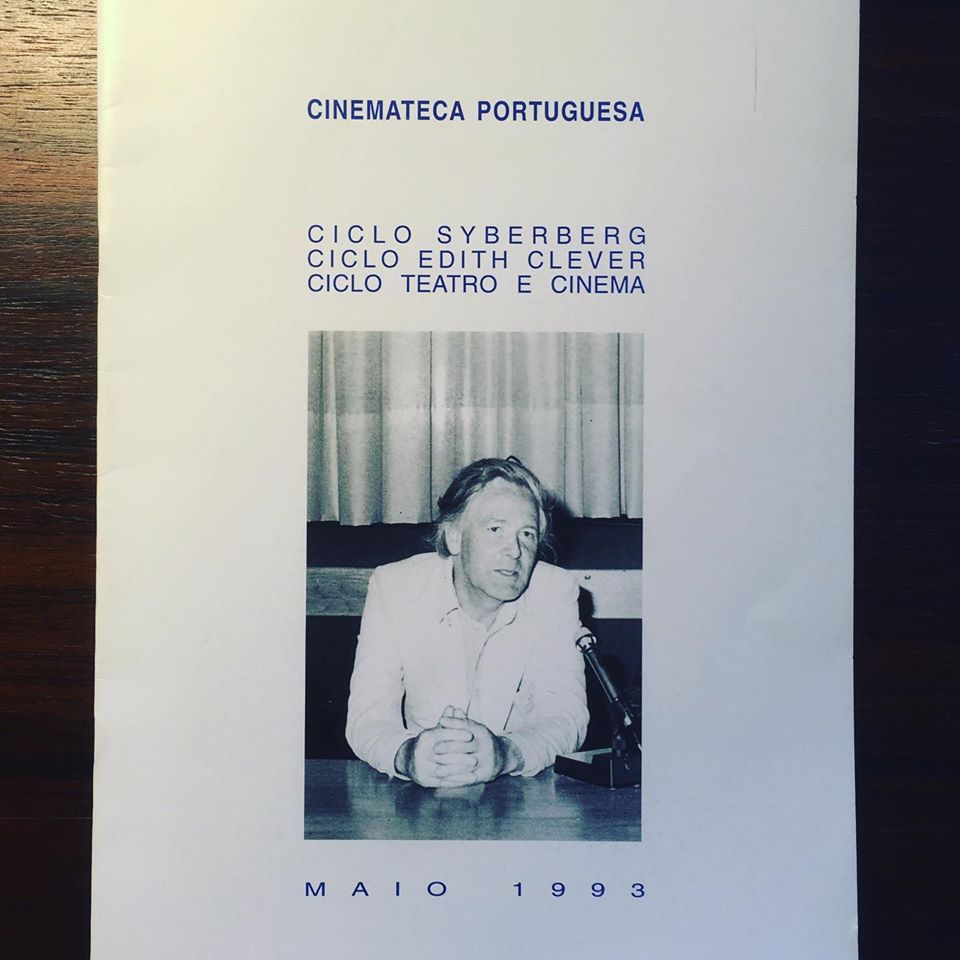 CINEMATECA PORTUGUESA
CICLO SYBERBERG
CICLO EDITH CLEVER
CICLO TEATRO E CINEMA
MAIO 1993